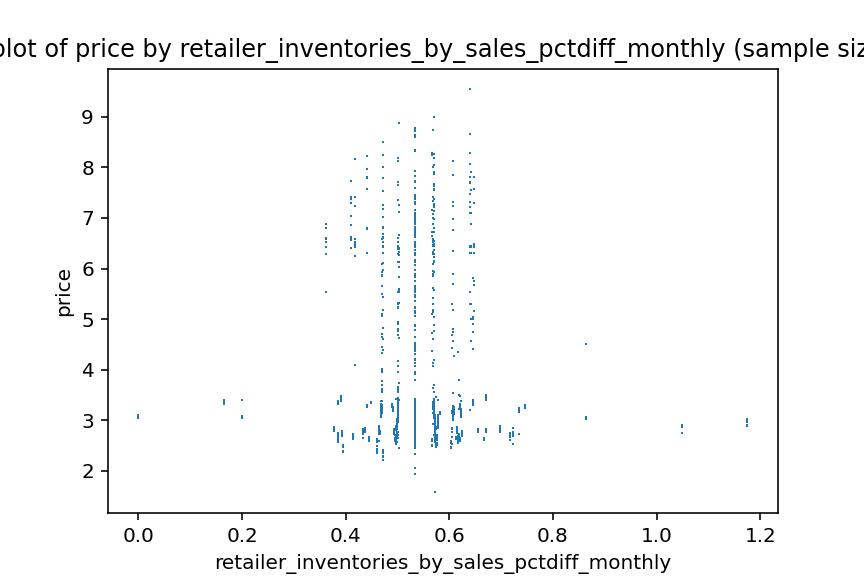 plot of price by retailer_inventories_by_sales_pctdiff_monthly (sample siz
9
8
7
6
5
4
3
2
price
0.0 0.2 0.4 0.6 0.8 1.0 1.2
retailer_inventories_by_sales_pctdiff_monthly